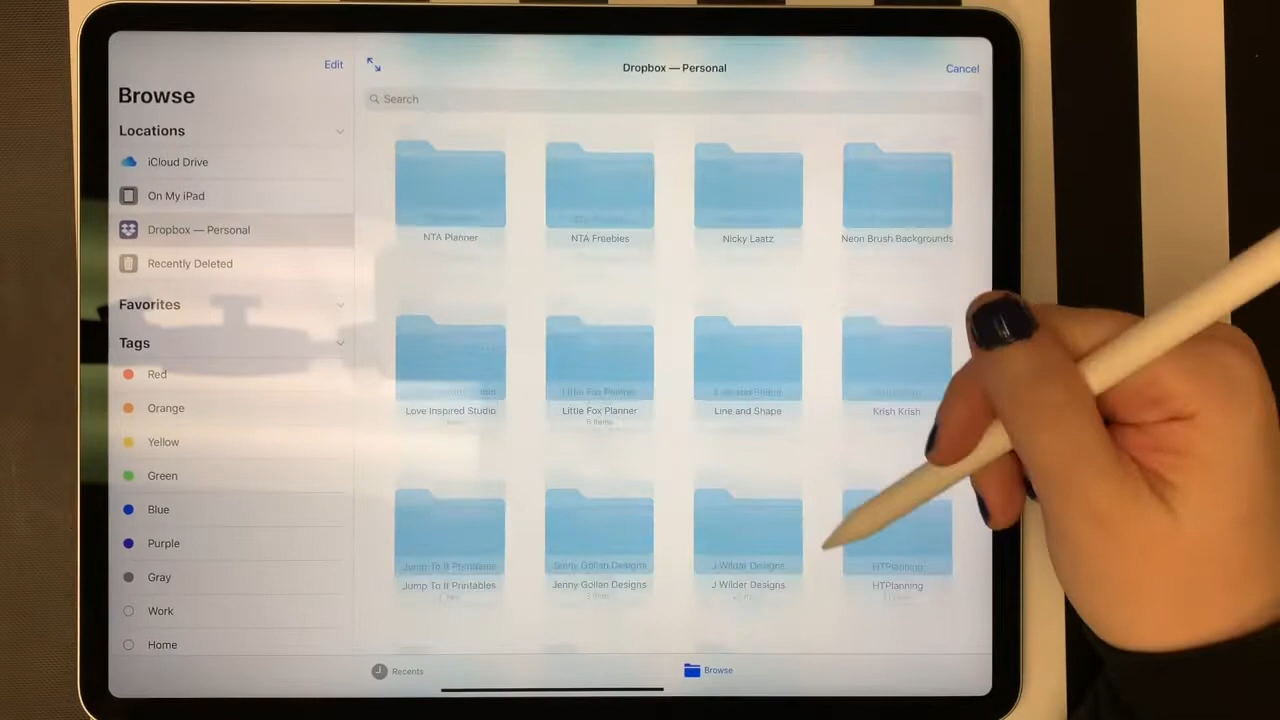 Edit
Browse
Locations
iCloud Drive
On My iPad
Dropbox — Personal
Recently Deleted
Favorites
Tags
Red
Orange
Yellow
Green
Blue
Purple
Gray
Work
Home
Dropbox — Personal
Cancel
Search
NTA Planner
NTA Freebies
Nicky Laatz
Neon Brush Backgrounds
Love Inspired Studio
Little Fox Planner
Line and Shape
Krish Krish
Jump To It Printables
Jenny Gollan Designs
J Wilder Designs
HTPlanning
Recents
Browse